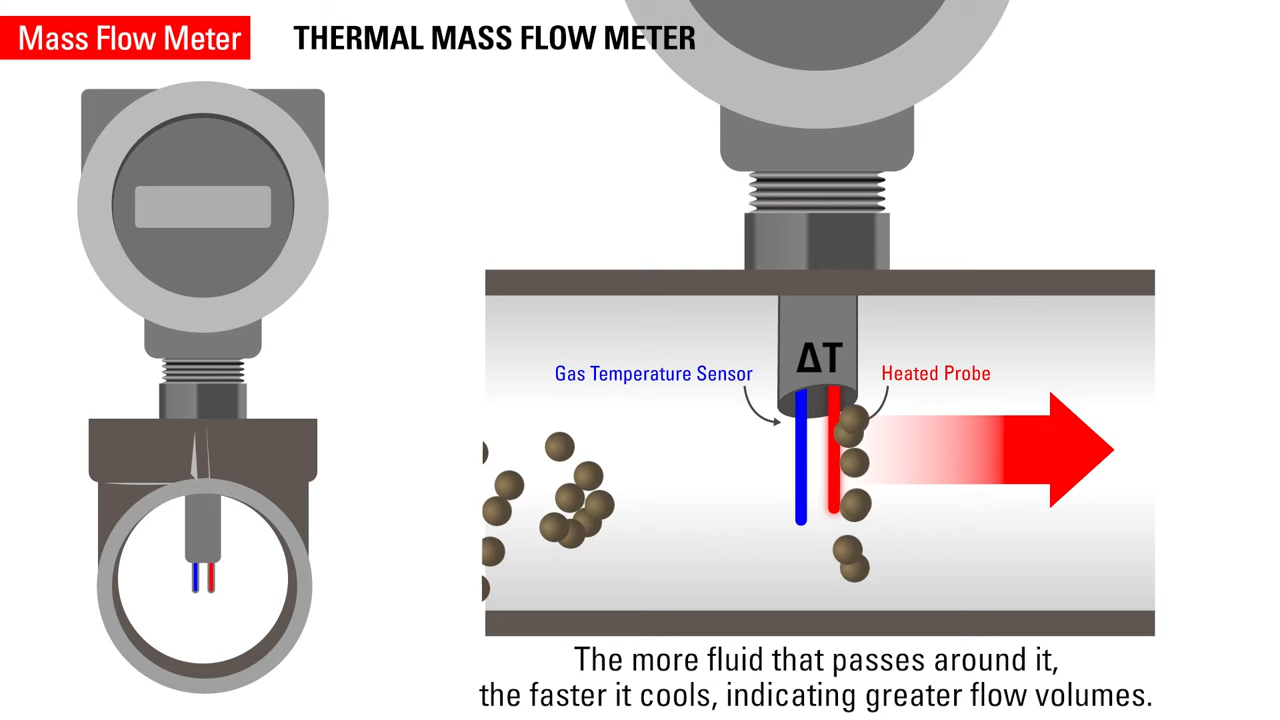 Mass Flow Meter
THERMAL MASS FLOW METER
ΔT
Gas Temperature Sensor
Heated Probe
The more fluid that passes around it,
the faster it cools, indicating greater flow volumes.